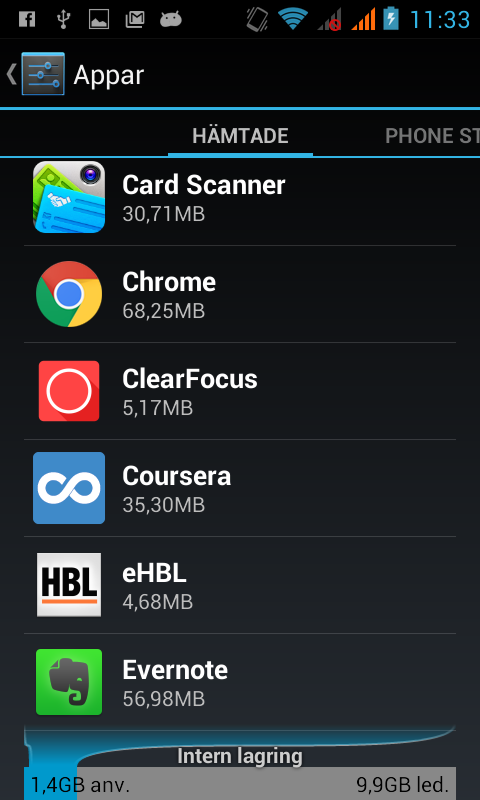 11:33
Appar
HÄMTADE
PHONE ST
Card Scanner
30,71MB
Chrome
68,25MB
ClearFocus
5,17MB
Coursera
35,30MB
HBL
eHBL
4,68MB
Evernote
56,98MB
Intern lagring
1,4GB anv.
9,9GB led.